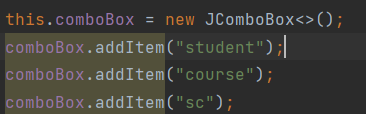 this.comboBox = new JComboBox<>();
comboBox.addItem("student");
comboBox.addItem("course");
comboBox.addItem("sc");